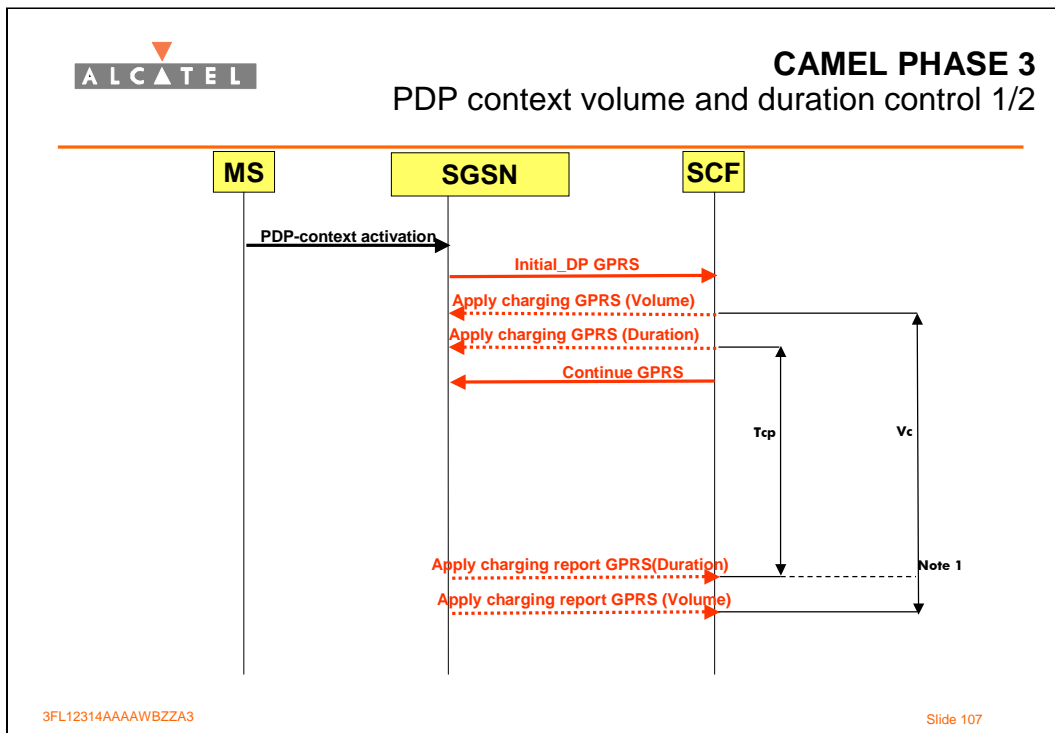 ALCATEL
CAMEL PHASE 3
PDP context volume and duration control 1/2
MS
SGSN
SCF
PDP-context activation
Initial_DP GPRS
Apply charging GPRS (Volume)
Apply charging GPRS (Duration)
Continue GPRS
Tcp
Vc
Apply charging report GPRS(Duration)
Note 1
Apply charging report GPRS (Volume)
3FL12314AAAAWBZZA3
Slide 107